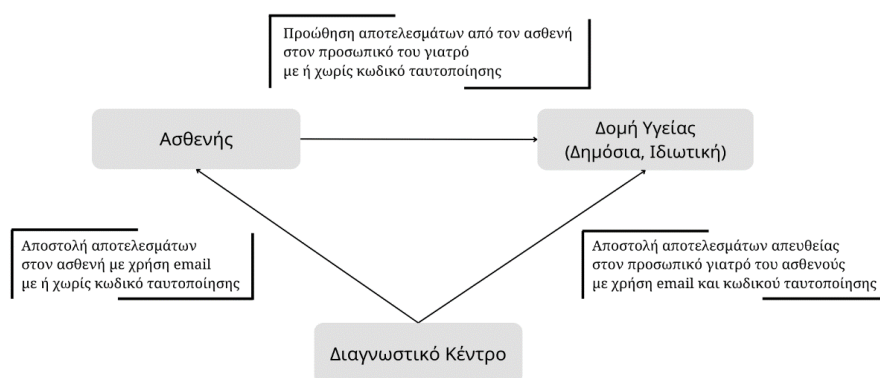 Προώθηση αποτελεσμάτων από τον ασθενή
στον προσωπικό του γιατρό
με ή χωρίς κωδικό ταυτοποίησης
Ασθενής
Δομή Υγείας
(Δημόσια, Ιδιωτική)
Αποστολή αποτελεσμάτων
στον ασθενή με χρήση email
με ή χωρίς κωδικό ταυτοποίησης
Αποστολή αποτελεσμάτων απευθείας
στον προσωπικό γιατρό του ασθενούς
με χρήση email και κωδικού ταυτοποίησης
Διαγνωστικό Κέντρο